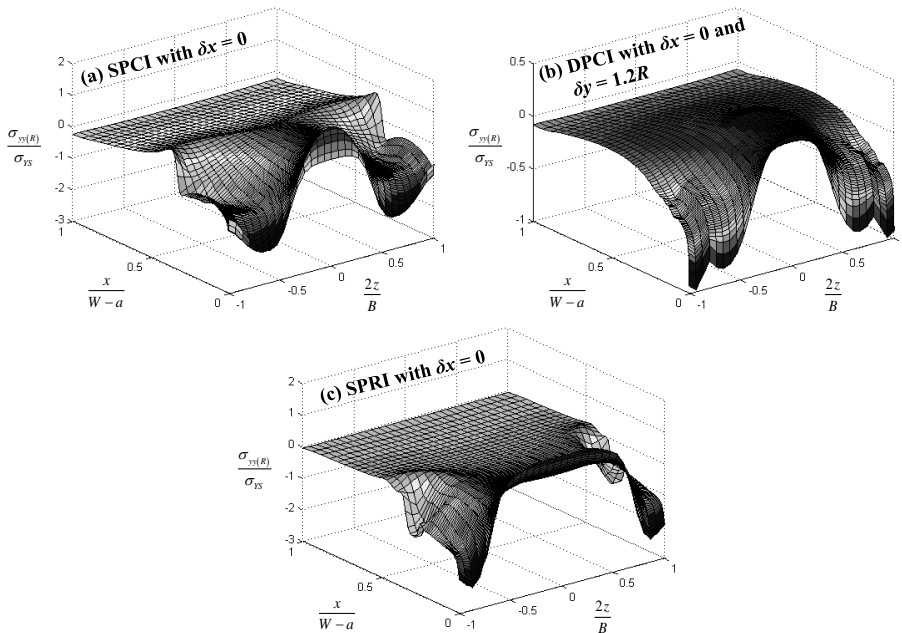 (a) SPCI with δx = 0
2
1
0
-1
-2
-3
σyy(R)
σYS
1
0.5
0
x
W − a
-1
-0.5
0
0.5
1
2z
B
(b) DPCI with δx = 0 and
δy = 1.2R
0.5
0
-0.5
-1
σyy(R)
σYS
1
0.5
0
x
W − a
-1
-0.5
0
0.5
1
2z
B
(c) SPRI with δx = 0
2
1
0
-1
-2
-3
σyy(R)
σYS
1
0.5
0
x
W − a
-1
-0.5
0
0.5
1
2z
B